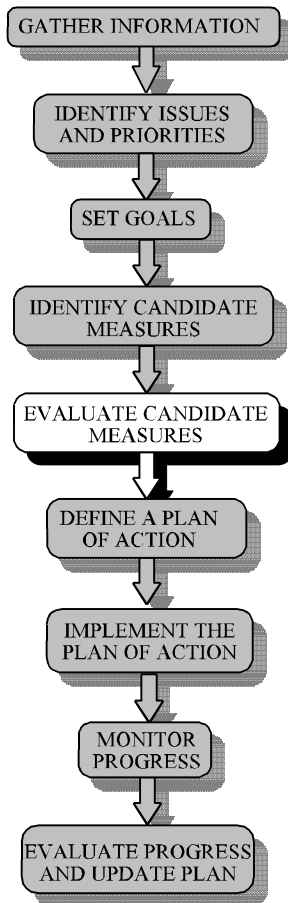 GATHER INFORMATION
IDENTIFY ISSUES
AND PRIORITIES
SET GOALS
IDENTIFY CANDIDATE
MEASURES
EVALUATE CANDIDATE
MEASURES
DEFINE A PLAN
OF ACTION
IMPLEMENT THE
PLAN OF ACTION
MONITOR
PROGRESS
EVALUATE PROGRESS
AND UPDATE PLAN